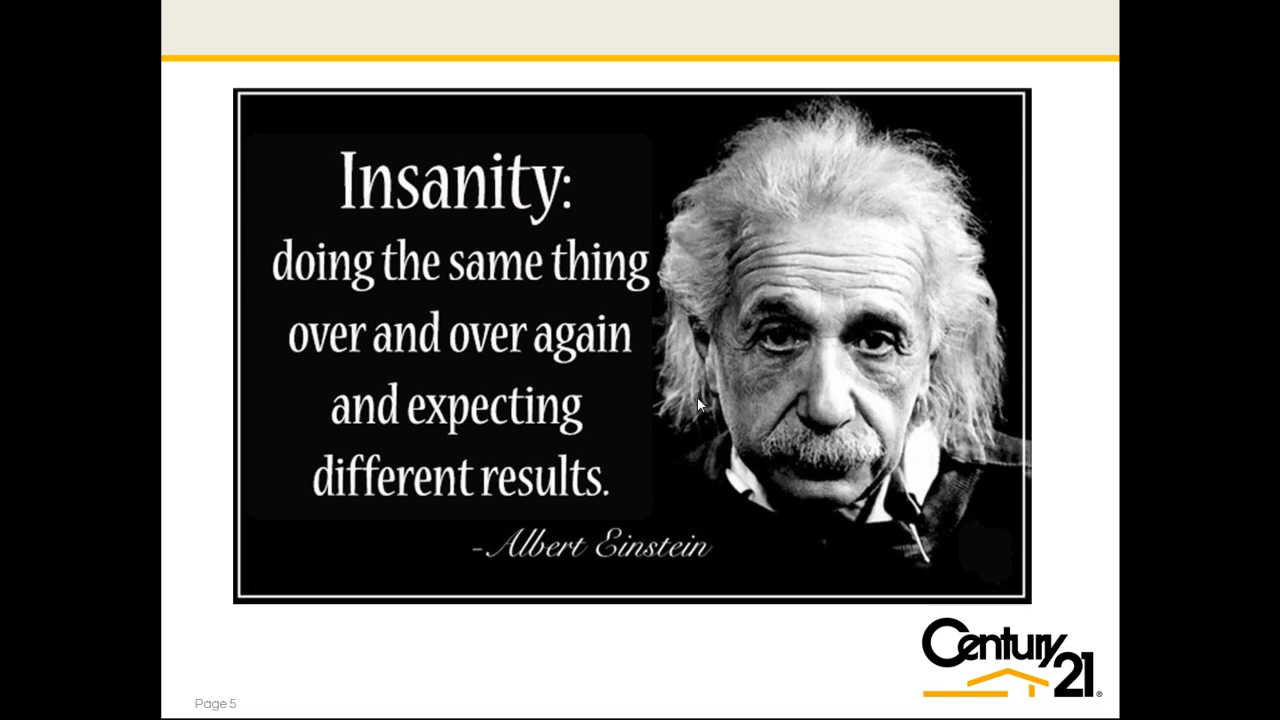 Insanity:
doing the same thing
over and over again
and expecting
different results.
-Albert Einstein
Century
21®
Page 5